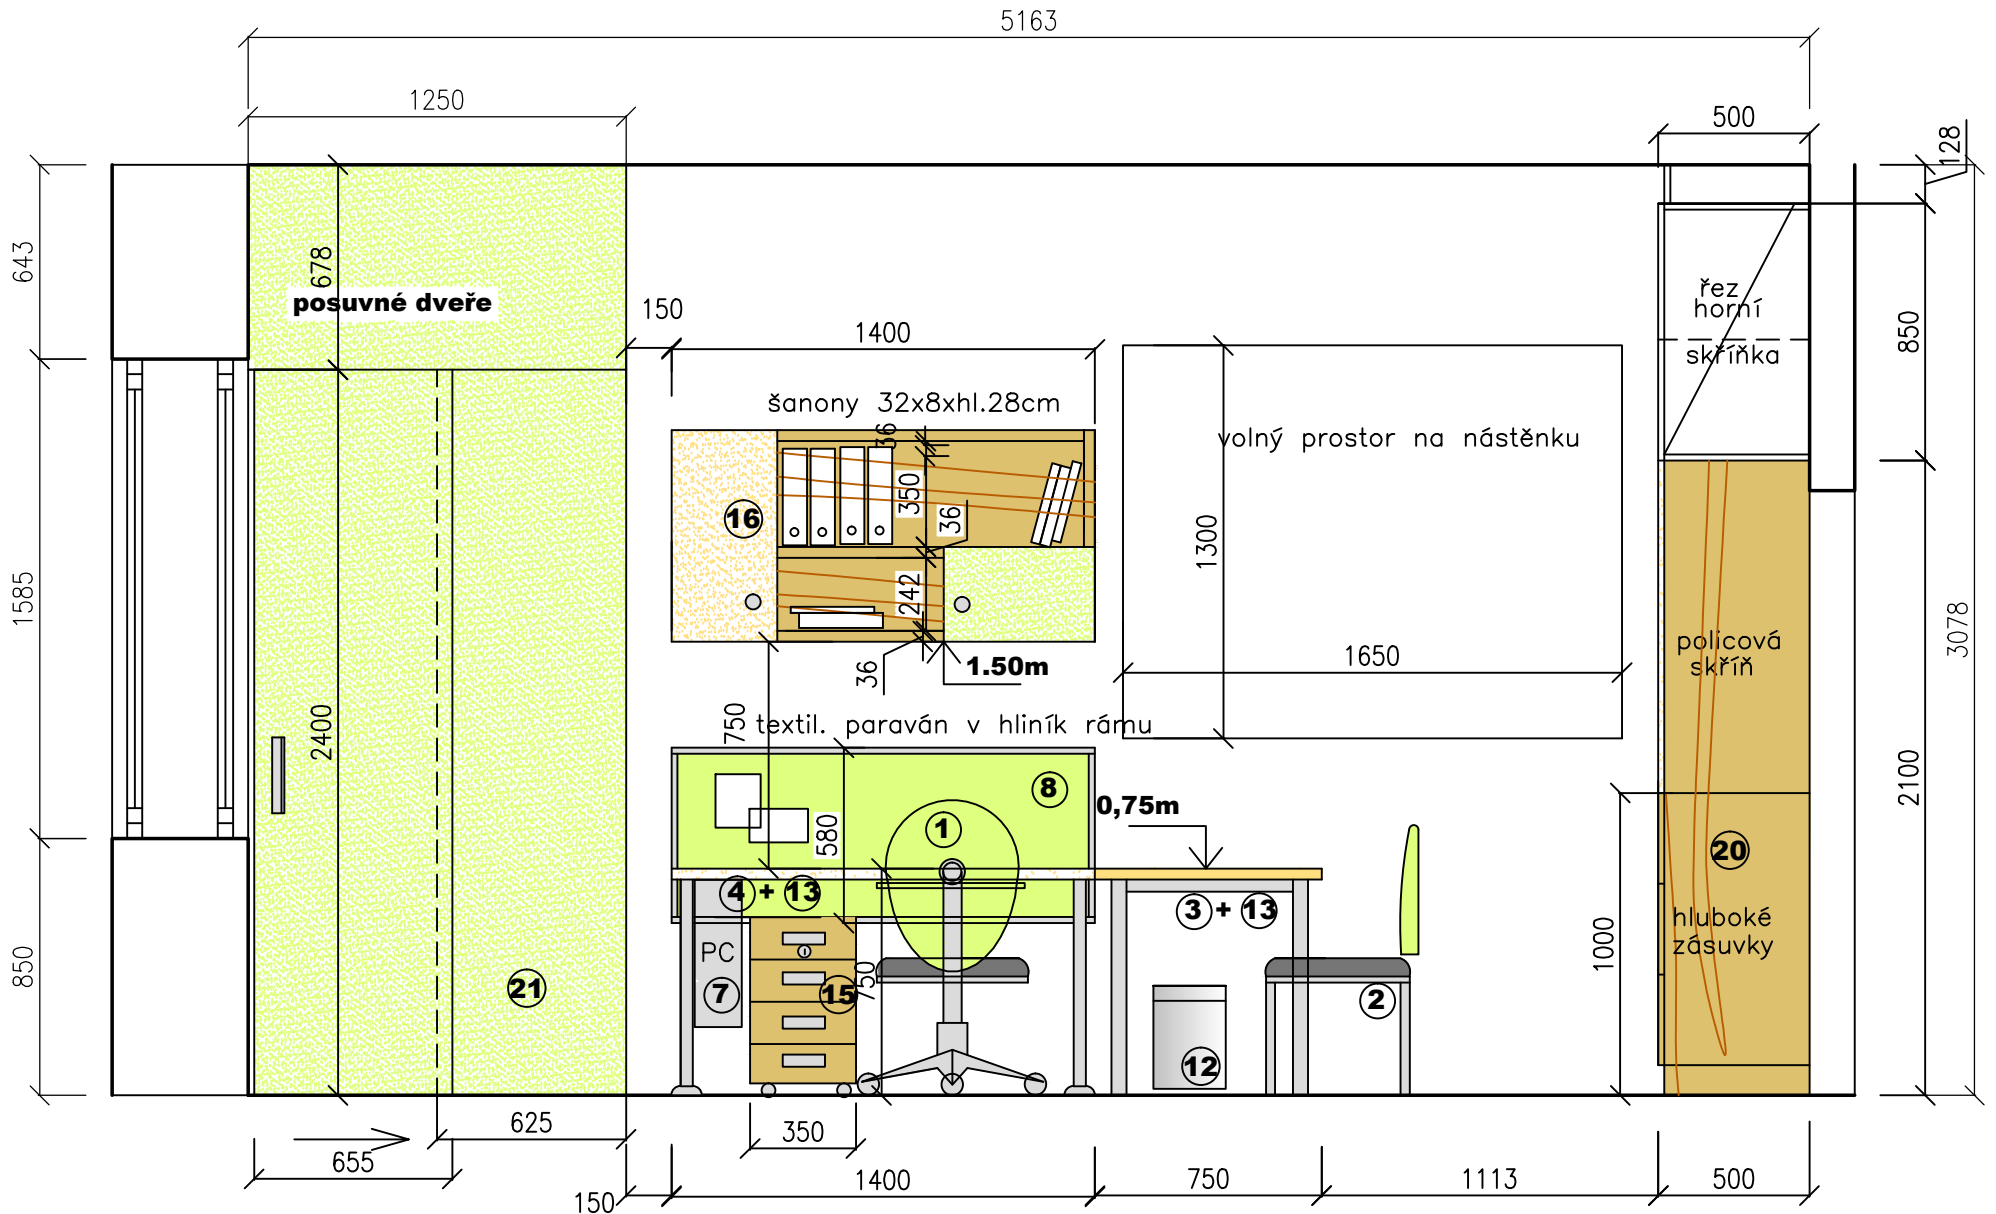 5163
1250
500
128
643
678
posuvné dveře
150
1400
řez
horní
skříňka
850
šanony 32x8xhl.28cm
36
volný prostor na nástěnku
350
16
36
1300
1585
242
3078
36
1.50m
1650
policová
skříň
750
textil. paraván v hliník rámu
2400
8
0,75m
2100
580
1
20
4 + 13
3 + 13
hluboké
zásuvky
1000
850
PC
7
15
750
21
2
12
625
350
655
150
1400
750
1113
500